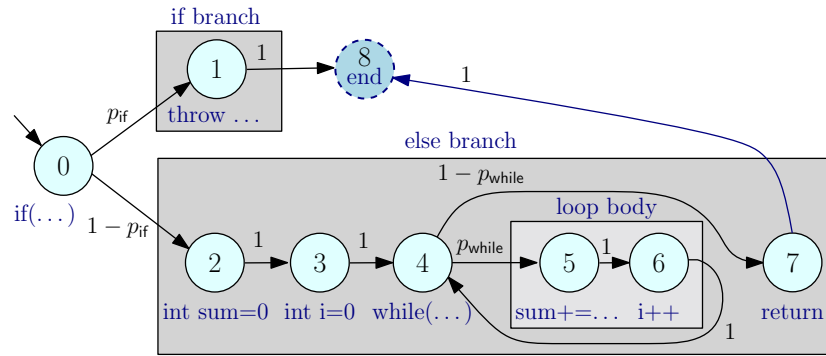 if branch
1
1
8
end
1
p_if
throw …
else branch
0
1 − p_while
if(…)
1 − p_if
loop body
2
1
3
1
4
p_while
5
1
6
7
int sum=0
int i=0
while(…)
sum+=…
i++
1
return